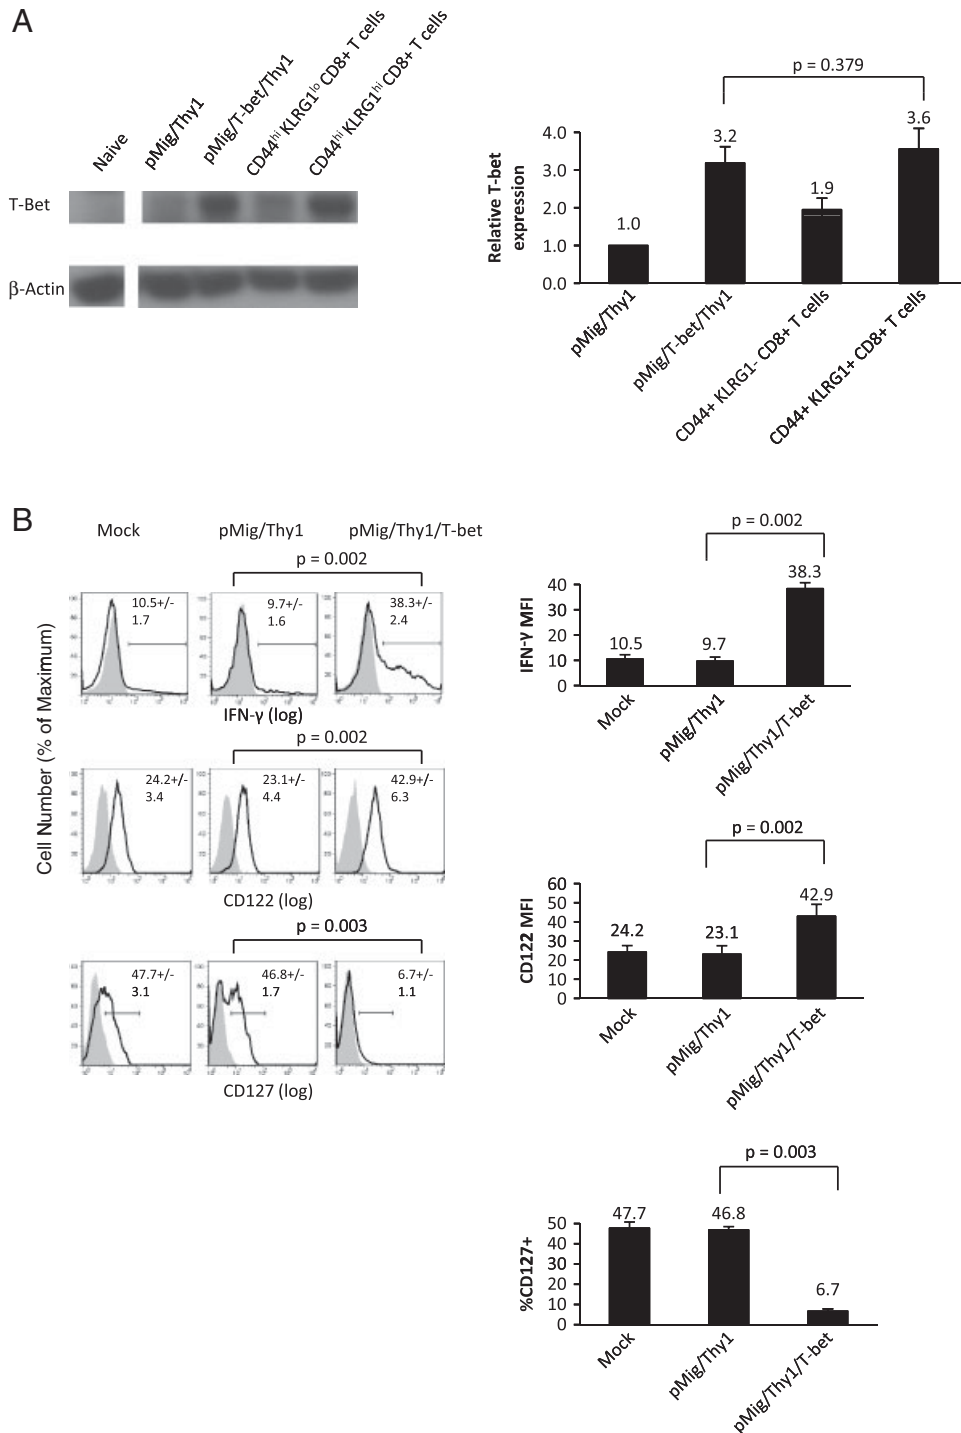 A
Naive
pMig/Thy1
pMig/T-bet/Thy1
CD44hi KLRG1lo CD8+ T cells
CD44hi KLRG1hi CD8+ T cells
T-Bet
β-Actin
p = 0.379
Relative T-bet
expression
4.0
3.0
2.0
1.0
0.0
1.0
3.2
1.9
3.6
pMig/Thy1
pMig/T-bet/Thy1
CD44+ KLRG1- CD8+ T cells
CD44+ KLRG1+ CD8+ T cells
B
Mock
pMig/Thy1
pMig/Thy1/T-bet
p = 0.002
Cell Number (% of Maximum)
10.5+/-
1.7
9.7+/-
1.6
38.3+/-
2.4
IFN-γ (log)
p = 0.002
24.2+/-
3.4
23.1+/-
4.4
42.9+/-
6.3
CD122 (log)
p = 0.003
47.7+/-
3.1
46.8+/-
1.7
6.7+/-
1.1
CD127 (log)
p = 0.002
IFN-γ MFI
40
30
20
10
0
10.5
9.7
38.3
Mock
pMig/Thy1
pMig/Thy1/T-bet
p = 0.002
CD122 MFI
60
50
40
30
20
10
0
24.2
23.1
42.9
Mock
pMig/Thy1
pMig/Thy1/T-bet
p = 0.003
%CD127+
50
40
30
20
10
0
47.7
46.8
6.7
Mock
pMig/Thy1
pMig/Thy1/T-bet